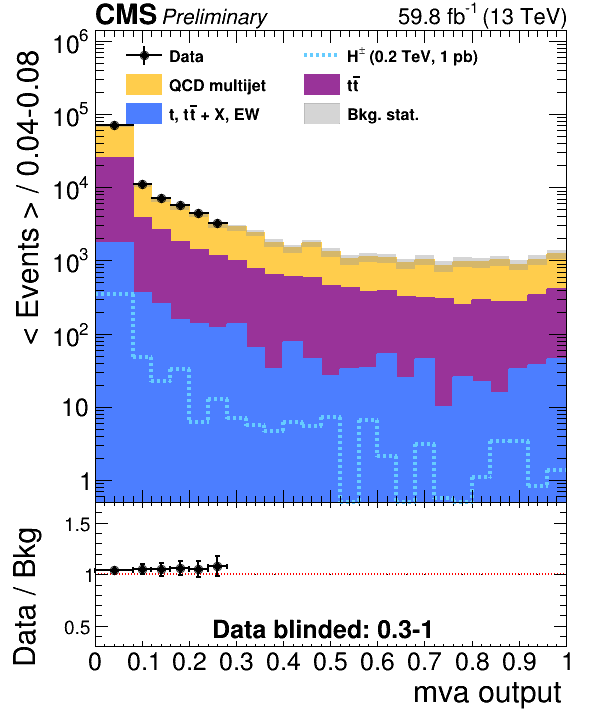 CMS Preliminary 59.8 fb⁻¹ (13 TeV)
Data
H± (0.2 TeV, 1 pb)
QCD multijet
tt̄
t, tt̄ + X, EW
Bkg. stat.
< Events > / 0.04-0.08
10⁶
10⁵
10⁴
10³
10²
10
1
Data / Bkg
1.5
1
0.5
Data blinded: 0.3-1
0 0.1 0.2 0.3 0.4 0.5 0.6 0.7 0.8 0.9 1
mva output